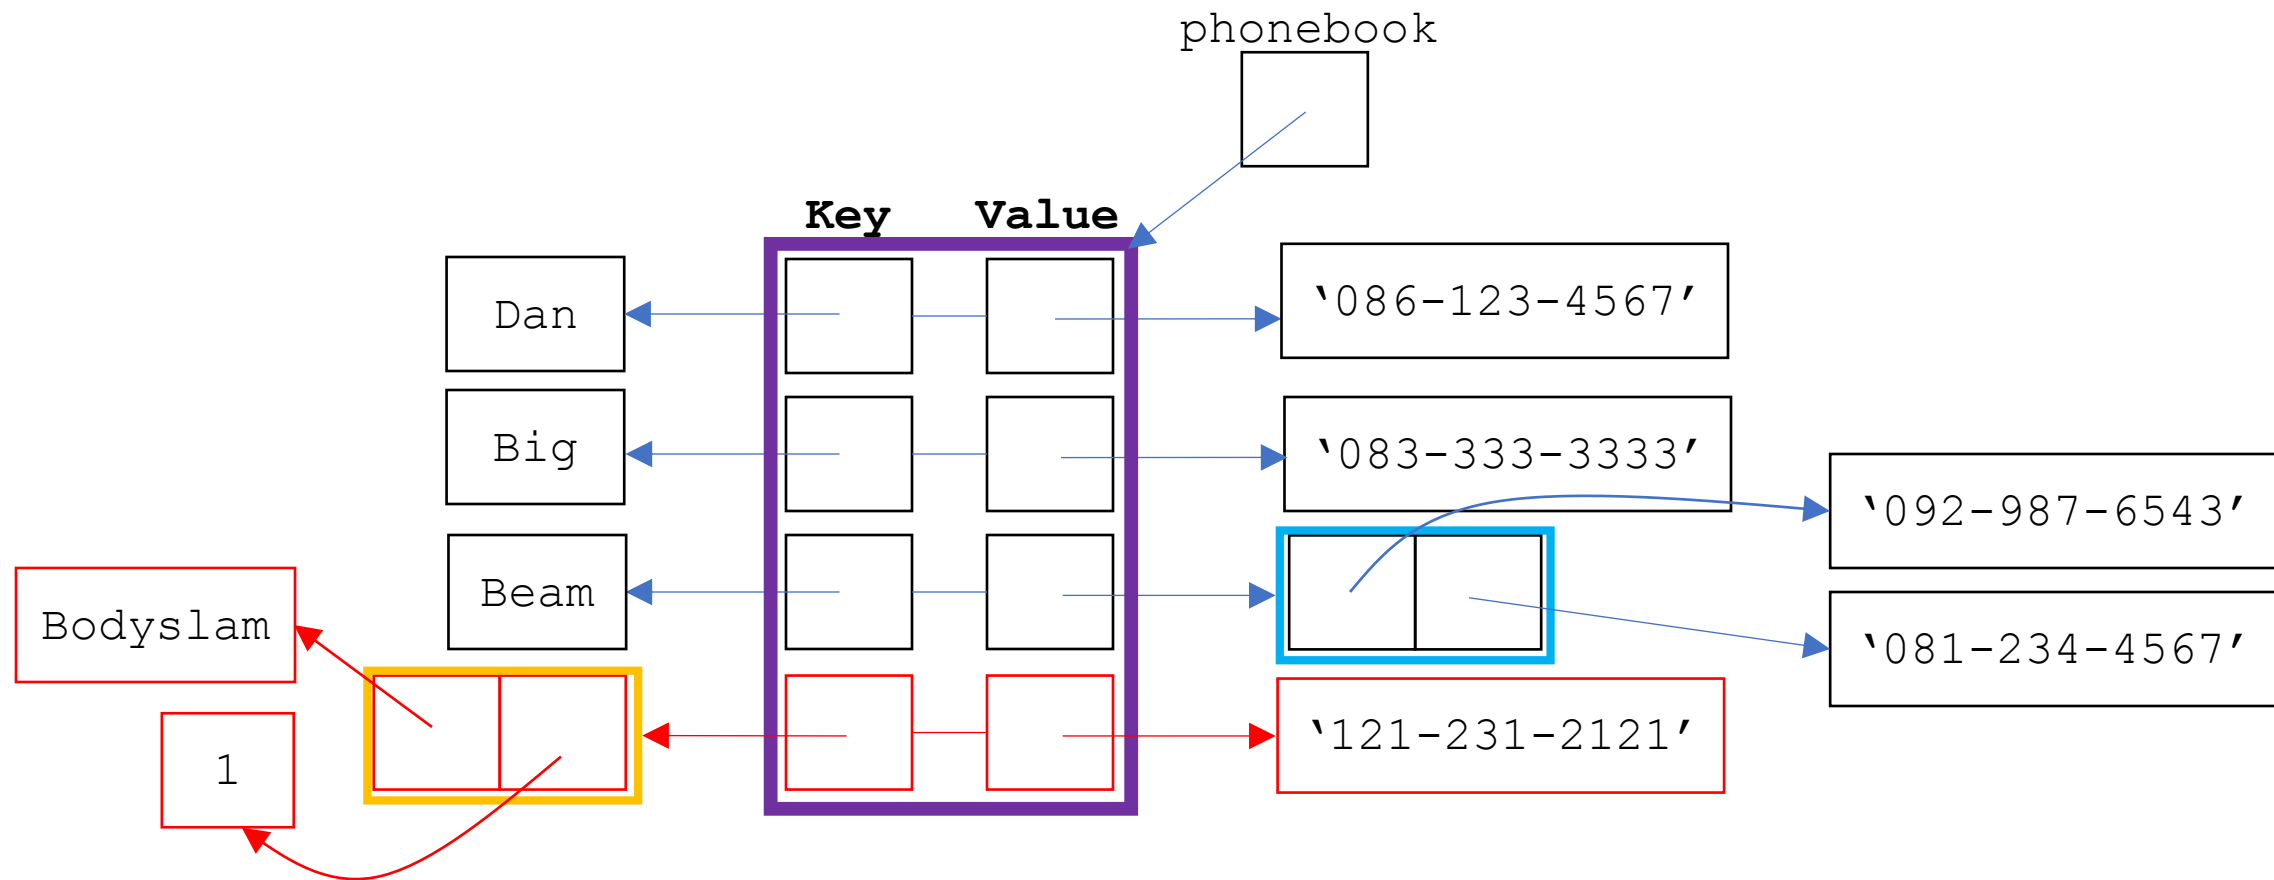 phonebook
Key Value
Dan
‘086-123-4567’
Big
‘083-333-3333’
‘092-987-6543’
Beam
Bodyslam
‘081-234-4567’
‘121-231-2121’
1